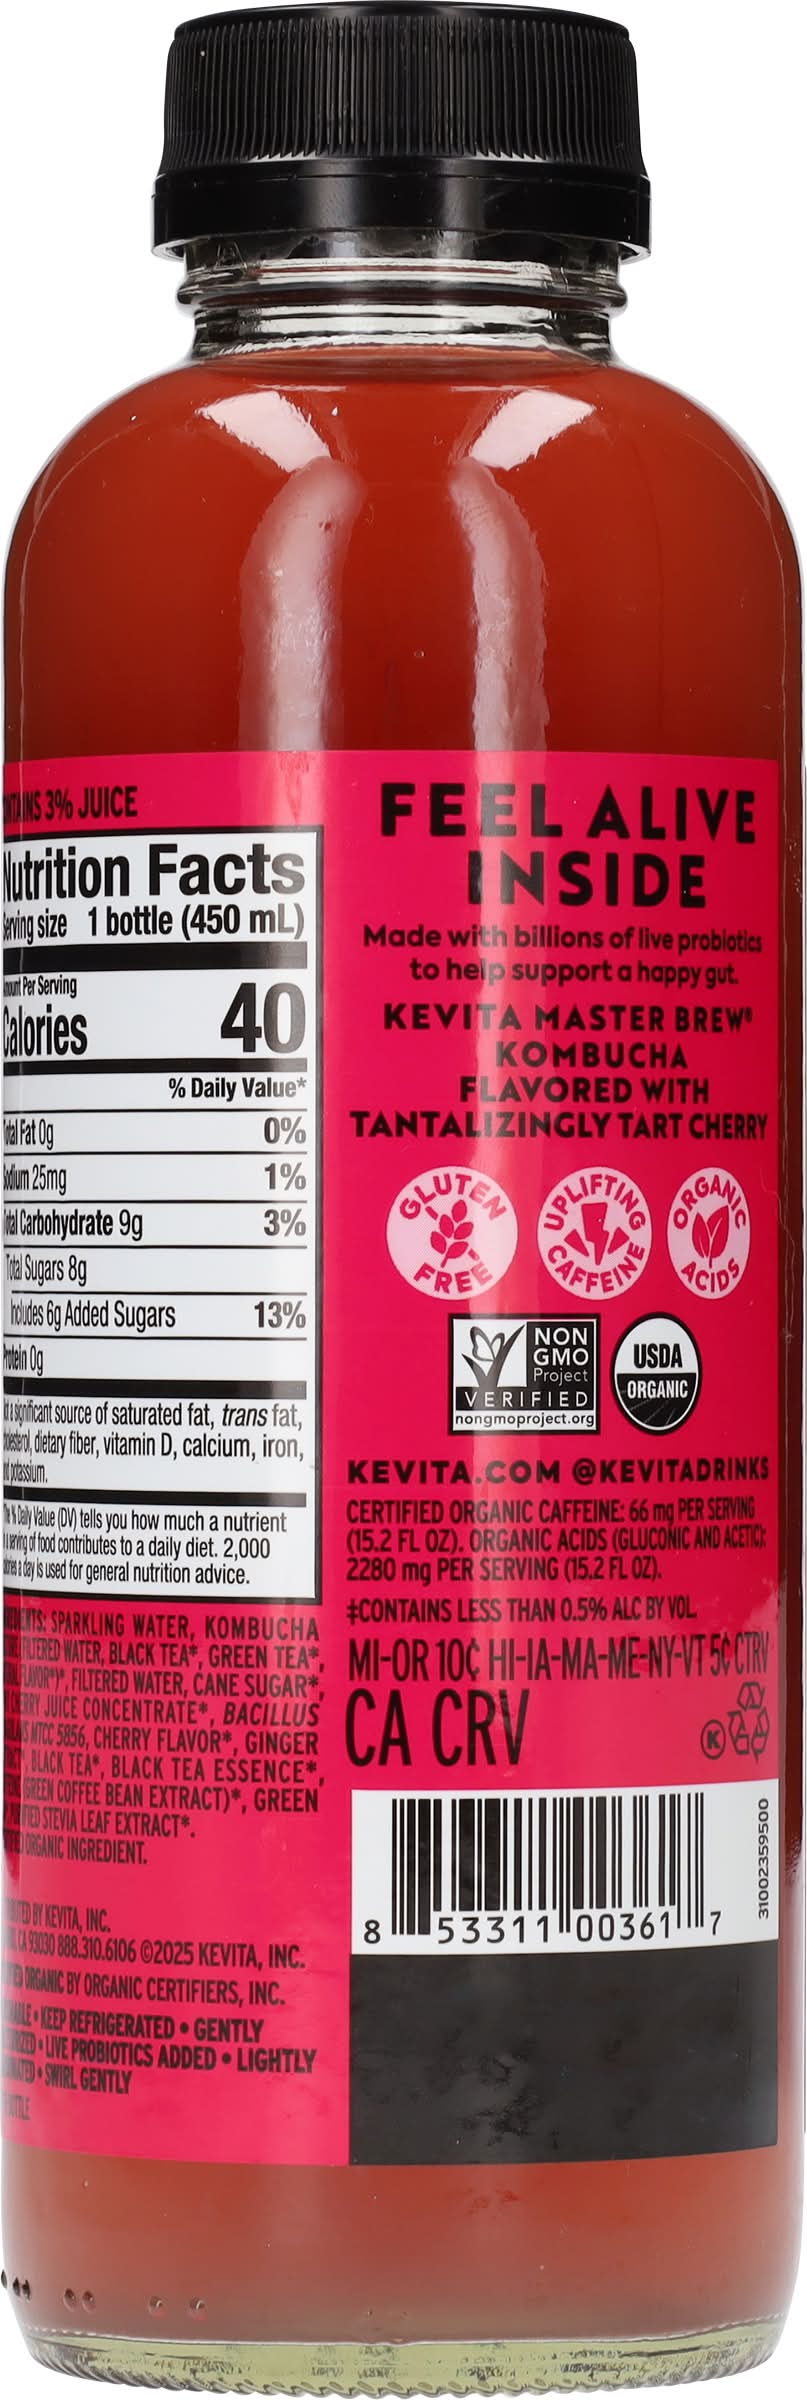 CONTAINS 3% JUICE
Nutrition Facts
Serving size 1 bottle (450 mL)
Amount Per Serving
Calories 40
% Daily Value*
Total Fat 0g 0%
Sodium 25mg 1%
Total Carbohydrate 9g 3%
Total Sugars 8g
Includes 6g Added Sugars 13%
Protein 0g
a significant source of saturated fat, trans fat,
cholesterol, dietary fiber, vitamin D, calcium, iron,
potassium.
The % Daily Value (DV) tells you how much a nutrient
serving of food contributes to a daily diet. 2,000
a day is used for general nutrition advice.
INGREDIENTS: SPARKLING WATER, KOMBUCHA
FILTERED WATER, BLACK TEA*, GREEN TEA*,
FLAVOR*)*, FILTERED WATER, CANE SUGAR*,
CHERRY JUICE CONCENTRATE*, BACILLUS
MTCC 5856, CHERRY FLAVOR*, GINGER
BLACK TEA*, BLACK TEA ESSENCE*,
(GREEN COFFEE BEAN EXTRACT)*, GREEN
STEVIA LEAF EXTRACT*.
ORGANIC INGREDIENT.
BY KEVITA, INC.
CA 93030 888.310.6106 ©2025 KEVITA, INC.
ORGANIC BY ORGANIC CERTIFIERS, INC.
• KEEP REFRIGERATED • GENTLY
• LIVE PROBIOTICS ADDED • LIGHTLY
• SWIRL GENTLY
BOTTLE
FEEL ALIVE
INSIDE
Made with billions of live probiotics
to help support a happy gut.
KEVITA MASTER BREW®
KOMBUCHA
FLAVORED WITH
TANTALIZINGLY TART CHERRY
GLUTEN FREE
UPLIFTING CAFFEINE
ORGANIC ACIDS
NON
GMO
Project
VERIFIED
nongmoproject.org
USDA
ORGANIC
KEVITA.COM @KEVITADRINKS
CERTIFIED ORGANIC CAFFEINE: 66 mg PER SERVING
(15.2 FL OZ). ORGANIC ACIDS (GLUCONIC AND ACETIC):
2280 mg PER SERVING (15.2 FL OZ).
‡CONTAINS LESS THAN 0.5% ALC BY VOL.
MI-OR 10¢ HI-IA-MA-ME-NY-VT 5¢ CTRV
CA CRV
K
8 53311 00361 7
31002359500